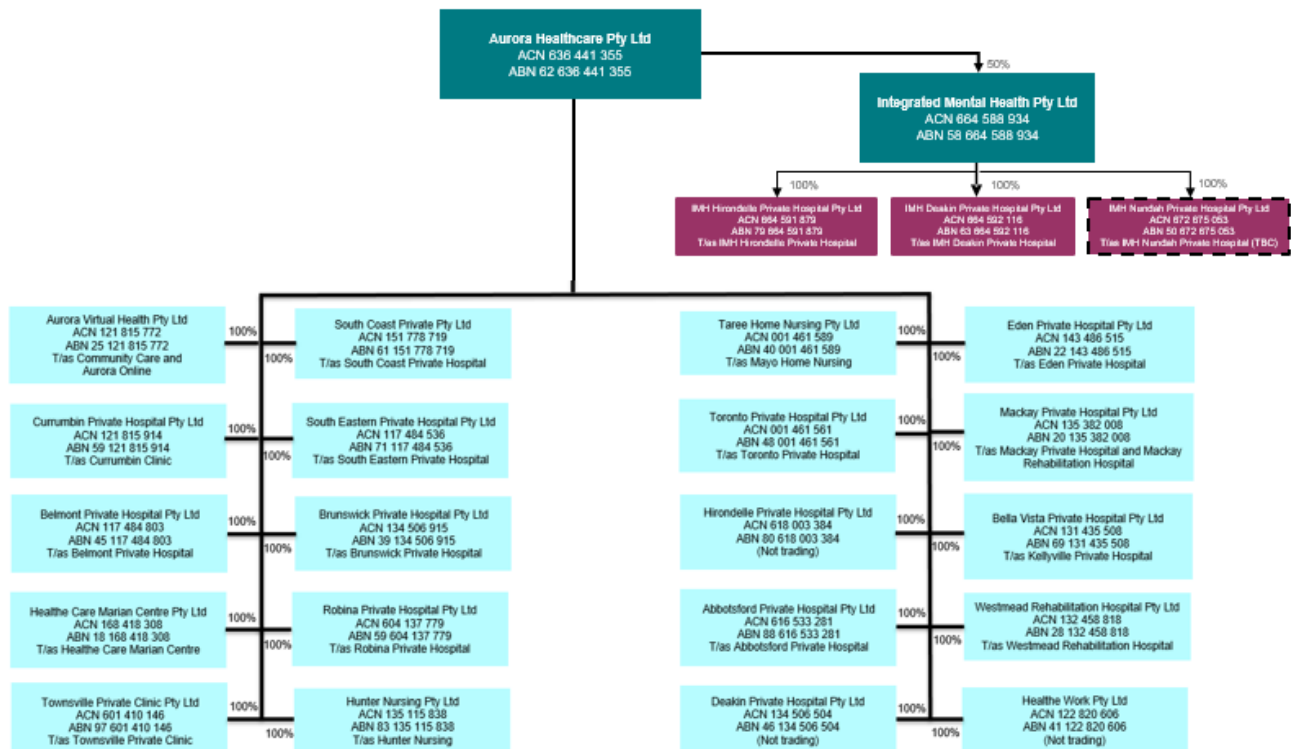 Aurora Healthcare Pty Ltd
ACN 636 441 355
ABN 62 636 441 355
50%
Integrated Mental Health Pty Ltd
ACN 664 588 934
ABN 58 664 588 934
100%
100%
100%
IMH Hirondelle Private Hospital Pty Ltd
ACN 664 591 879
ABN 79 664 591 879
T/as IMH Hirondelle Private Hospital
IMH Deakin Private Hospital Pty Ltd
ACN 664 592 116
ABN 63 664 592 116
T/as IMH Deakin Private Hospital
IMH Nundah Private Hospital Pty Ltd
ACN 672 675 053
ABN 50 672 675 053
T/as IMH Nundah Private Hospital (TBC)
Aurora Virtual Health Pty Ltd
ACN 121 815 772
ABN 25 121 815 772
T/as Community Care and
Aurora Online
100%
100%
South Coast Private Pty Ltd
ACN 151 778 719
ABN 61 151 778 719
T/as South Coast Private Hospital
Taree Home Nursing Pty Ltd
ACN 001 461 589
ABN 40 001 461 589
T/as Mayo Home Nursing
100%
100%
Eden Private Hospital Pty Ltd
ACN 143 486 515
ABN 22 143 486 515
T/as Eden Private Hospital
Currumbin Private Hospital Pty Ltd
ACN 121 815 914
ABN 59 121 815 914
T/as Currumbin Clinic
100%
100%
South Eastern Private Hospital Pty Ltd
ACN 117 484 536
ABN 71 117 484 536
T/as South Eastern Private Hospital
Toronto Private Hospital Pty Ltd
ACN 001 461 561
ABN 48 001 461 561
T/as Toronto Private Hospital
100%
100%
Mackay Private Hospital Pty Ltd
ACN 135 382 008
ABN 20 135 382 008
T/as Mackay Private Hospital and Mackay
Rehabilitation Hospital
Belmont Private Hospital Pty Ltd
ACN 117 484 803
ABN 45 117 484 803
T/as Belmont Private Hospital
100%
100%
Brunswick Private Hospital Pty Ltd
ACN 134 506 915
ABN 39 134 506 915
T/as Brunswick Private Hospital
Hirondelle Private Hospital Pty Ltd
ACN 618 003 384
ABN 80 618 003 384
(Not trading)
100%
100%
Bella Vista Private Hospital Pty Ltd
ACN 131 435 508
ABN 69 131 435 508
T/as Kellyville Private Hospital
Healthe Care Marian Centre Pty Ltd
ACN 168 418 308
ABN 18 168 418 308
T/as Healthe Care Marian Centre
100%
100%
Robina Private Hospital Pty Ltd
ACN 604 137 779
ABN 59 604 137 779
T/as Robina Private Hospital
Abbotsford Private Hospital Pty Ltd
ACN 616 533 281
ABN 88 616 533 281
T/as Abbotsford Private Hospital
100%
100%
Westmead Rehabilitation Hospital Pty Ltd
ACN 132 458 818
ABN 28 132 458 818
T/as Westmead Rehabilitation Hospital
Townsville Private Clinic Pty Ltd
ACN 601 410 146
ABN 97 601 410 146
T/as Townsville Private Clinic
100%
100%
Hunter Nursing Pty Ltd
ACN 135 115 838
ABN 83 135 115 838
T/as Hunter Nursing
Deakin Private Hospital Pty Ltd
ACN 134 506 504
ABN 46 134 506 504
(Not trading)
100%
100%
Healthe Work Pty Ltd
ACN 122 820 606
ABN 41 122 820 606
(Not trading)